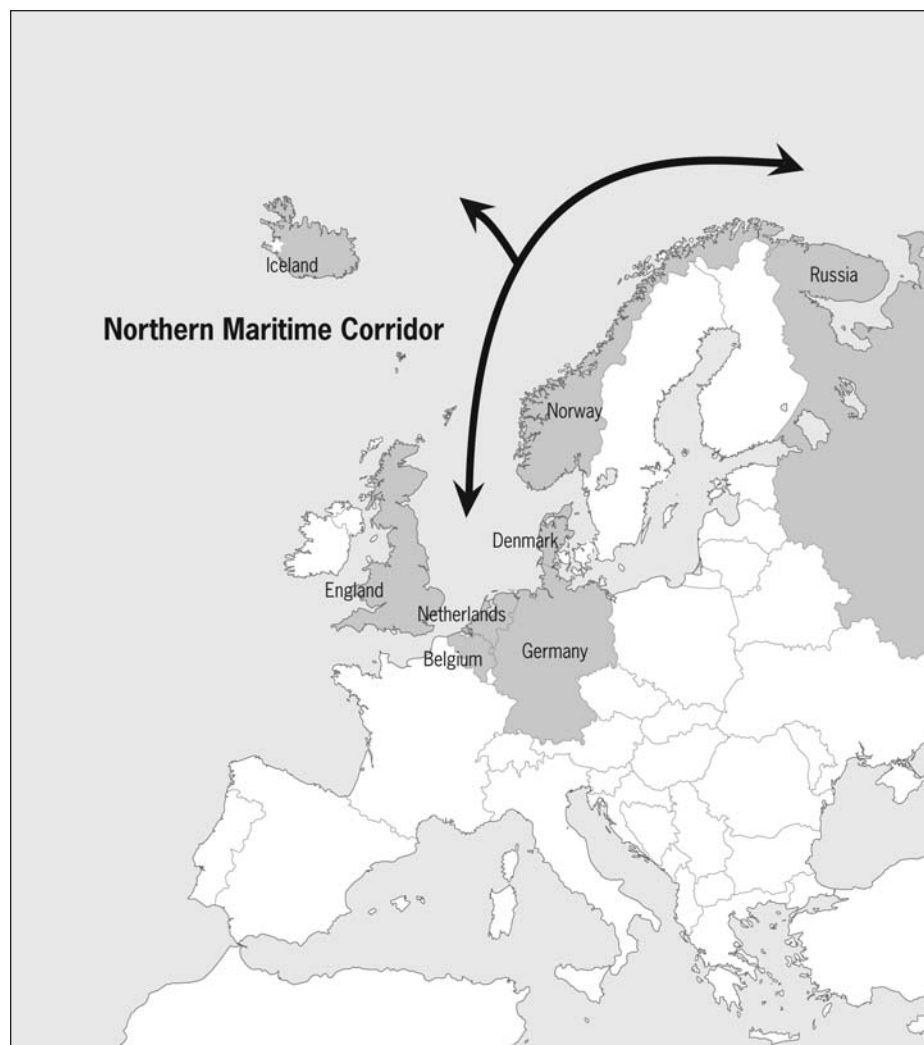 Iceland
Russia
Northern Maritime Corridor
Norway
Denmark
England
Netherlands
Belgium
Germany